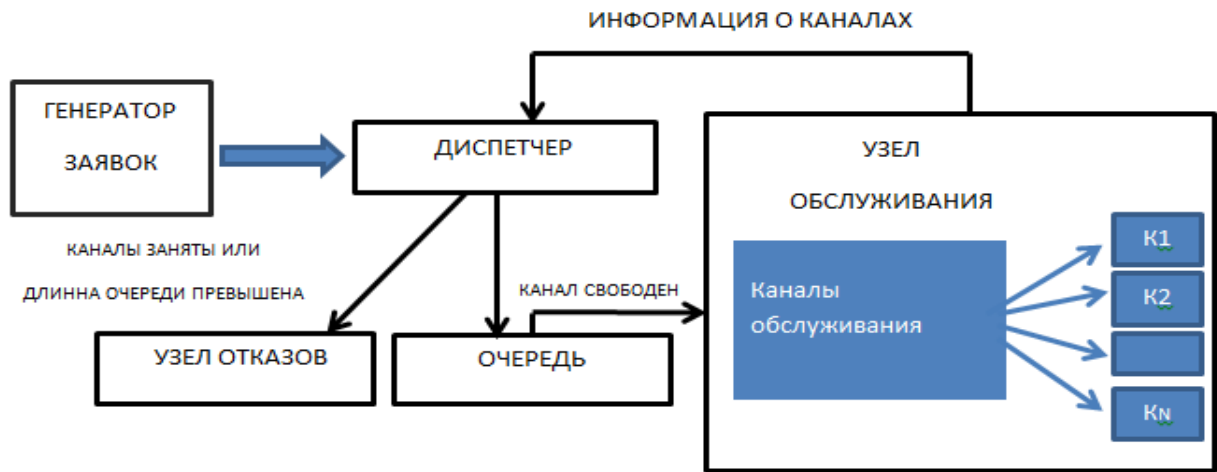 ИНФОРМАЦИЯ О КАНАЛАХ
ГЕНЕРАТОР
ЗАЯВОК
ДИСПЕТЧЕР
УЗЕЛ
ОБСЛУЖИВАНИЯ
КАНАЛЫ ЗАНЯТЫ ИЛИ
ДЛИННА ОЧЕРЕДИ ПРЕВЫШЕНА
КАНАЛ СВОБОДЕН
УЗЕЛ ОТКАЗОВ
ОЧЕРЕДЬ
Каналы
обслуживания
К1
К2
КN